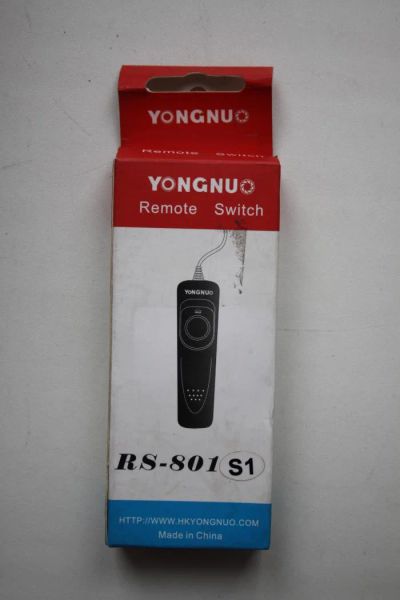 YONGNUO
Remote Switch
YONGNUO
Remote Switch
YONGNUO
RS-801 S1
HTTP://WWW.HKYONGNUO.COM
Made in China